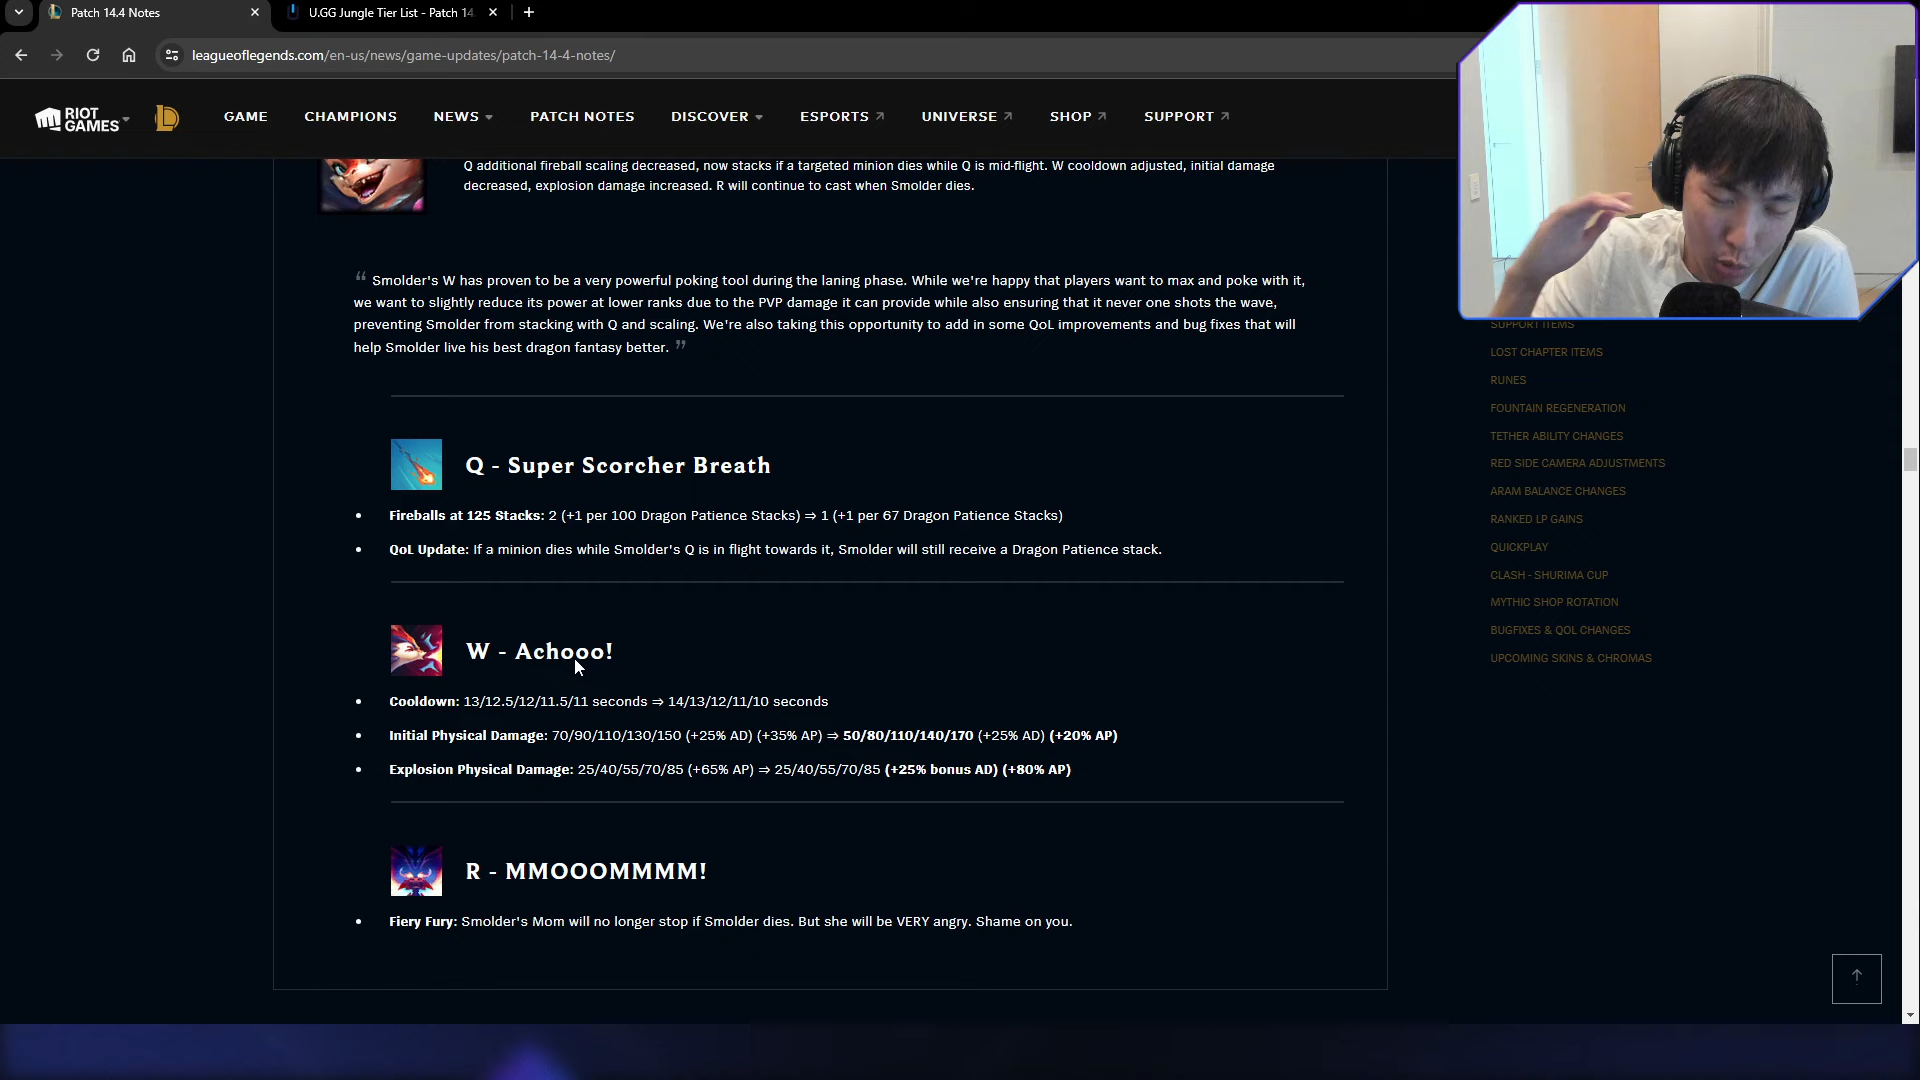 Patch 14.4 Notes
U.GG Jungle Tier List - Patch 14
leagueoflegends.com/en-us/news/game-updates/patch-14-4-notes/
RIOT GAMES
GAME
CHAMPIONS
NEWS
PATCH NOTES
DISCOVER
ESPORTS
UNIVERSE
SHOP
SUPPORT
Q additional fireball scaling decreased, now stacks if a targeted minion dies while Q is mid-flight. W cooldown adjusted, initial damage
decreased, explosion damage increased. R will continue to cast when Smolder dies.
“ Smolder's W has proven to be a very powerful poking tool during the laning phase. While we're happy that players want to max and poke with it,
we want to slightly reduce its power at lower ranks due to the PVP damage it can provide while also ensuring that it never one shots the wave,
preventing Smolder from stacking with Q and scaling. We're also taking this opportunity to add in some QoL improvements and bug fixes that will
help Smolder live his best dragon fantasy better. ”
Q - Super Scorcher Breath
• Fireballs at 125 Stacks: 2 (+1 per 100 Dragon Patience Stacks) ⇒ 1 (+1 per 67 Dragon Patience Stacks)
• QoL Update: If a minion dies while Smolder's Q is in flight towards it, Smolder will still receive a Dragon Patience stack.
W - Achooo!
• Cooldown: 13/12.5/12/11.5/11 seconds ⇒ 14/13/12/11/10 seconds
• Initial Physical Damage: 70/90/110/130/150 (+25% AD) (+35% AP) ⇒ 50/80/110/140/170 (+25% AD) (+20% AP)
• Explosion Physical Damage: 25/40/55/70/85 (+65% AP) ⇒ 25/40/55/70/85 (+25% bonus AD) (+80% AP)
R - MMOOOMMMM!
• Fiery Fury: Smolder's Mom will no longer stop if Smolder dies. But she will be VERY angry. Shame on you.
SUPPORT ITEMS
LOST CHAPTER ITEMS
RUNES
FOUNTAIN REGENERATION
TETHER ABILITY CHANGES
RED SIDE CAMERA ADJUSTMENTS
ARAM BALANCE CHANGES
RANKED LP GAINS
QUICKPLAY
CLASH - SHURIMA CUP
MYTHIC SHOP ROTATION
BUGFIXES & QOL CHANGES
UPCOMING SKINS & CHROMAS